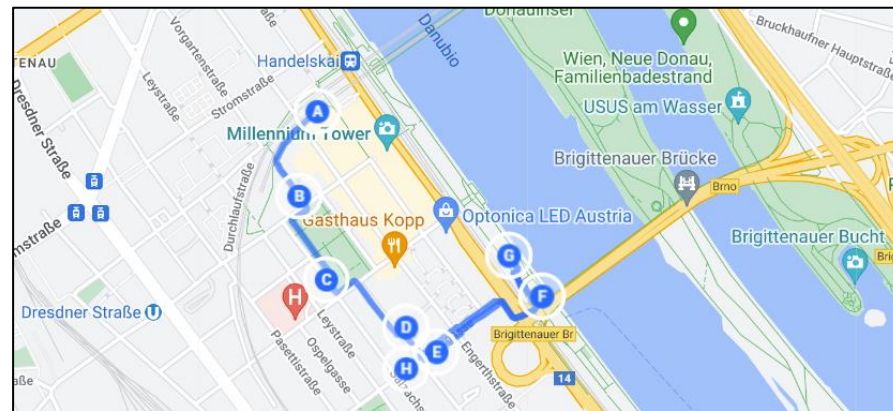 DONAUINSEL
Bruckhaufner
Hauptstraße
TENAU
Vorgartenstraße
Leystraße
Stromstraße
Handelskai
Danubio
Wien, Neue Donau,
Familienbadestrand
USUS am Wasser
Dresdner Straße
A
Millennium Tower
Durchlaufstraße
B
Brigittenauer Brücke
Brno
Gasthaus Kopp
Optonica LED Austria
Brigittenauer Bucht
G
C
H
F
Dresdner Straße
U
D
Leystraße
Ospelgasse
Pasettistraße
E
H
Engerthstraße
Brigittenauer Br
14